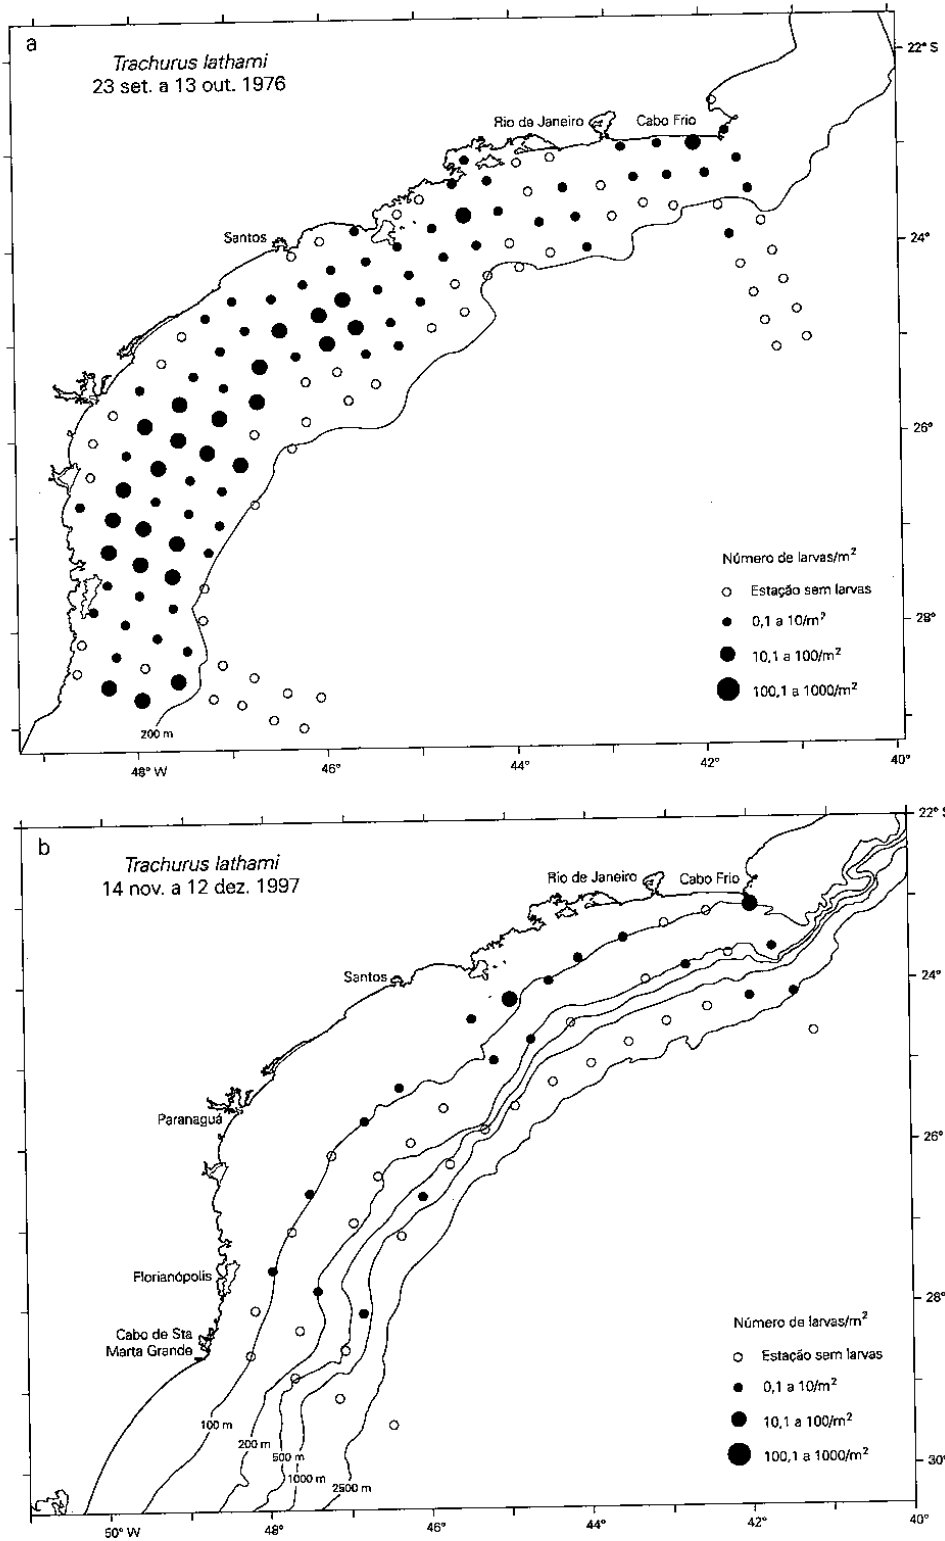 a
Trachurus lathami
23 set. a 13 out. 1976
22° S
Rio de Janeiro
Cabo Frio
Santos
24°
26°
Número de larvas/m²
Estação sem larvas
0,1 a 10/m²
10,1 a 100/m²
100,1 a 1000/m²
28°
200 m
48° W
46°
44°
42°
40°
b
Trachurus lathami
14 nov. a 12 dez. 1997
22° S
Rio de Janeiro
Cabo Frio
Santos
24°
Paranaguá
26°
Florianópolis
28°
Cabo de Sta
Marta Grande
Número de larvas/m²
Estação sem larvas
0,1 a 10/m²
10,1 a 100/m²
100,1 a 1000/m²
100 m
200 m
500 m
1000 m
2500 m
30°
50° W
48°
46°
44°
42°
40°